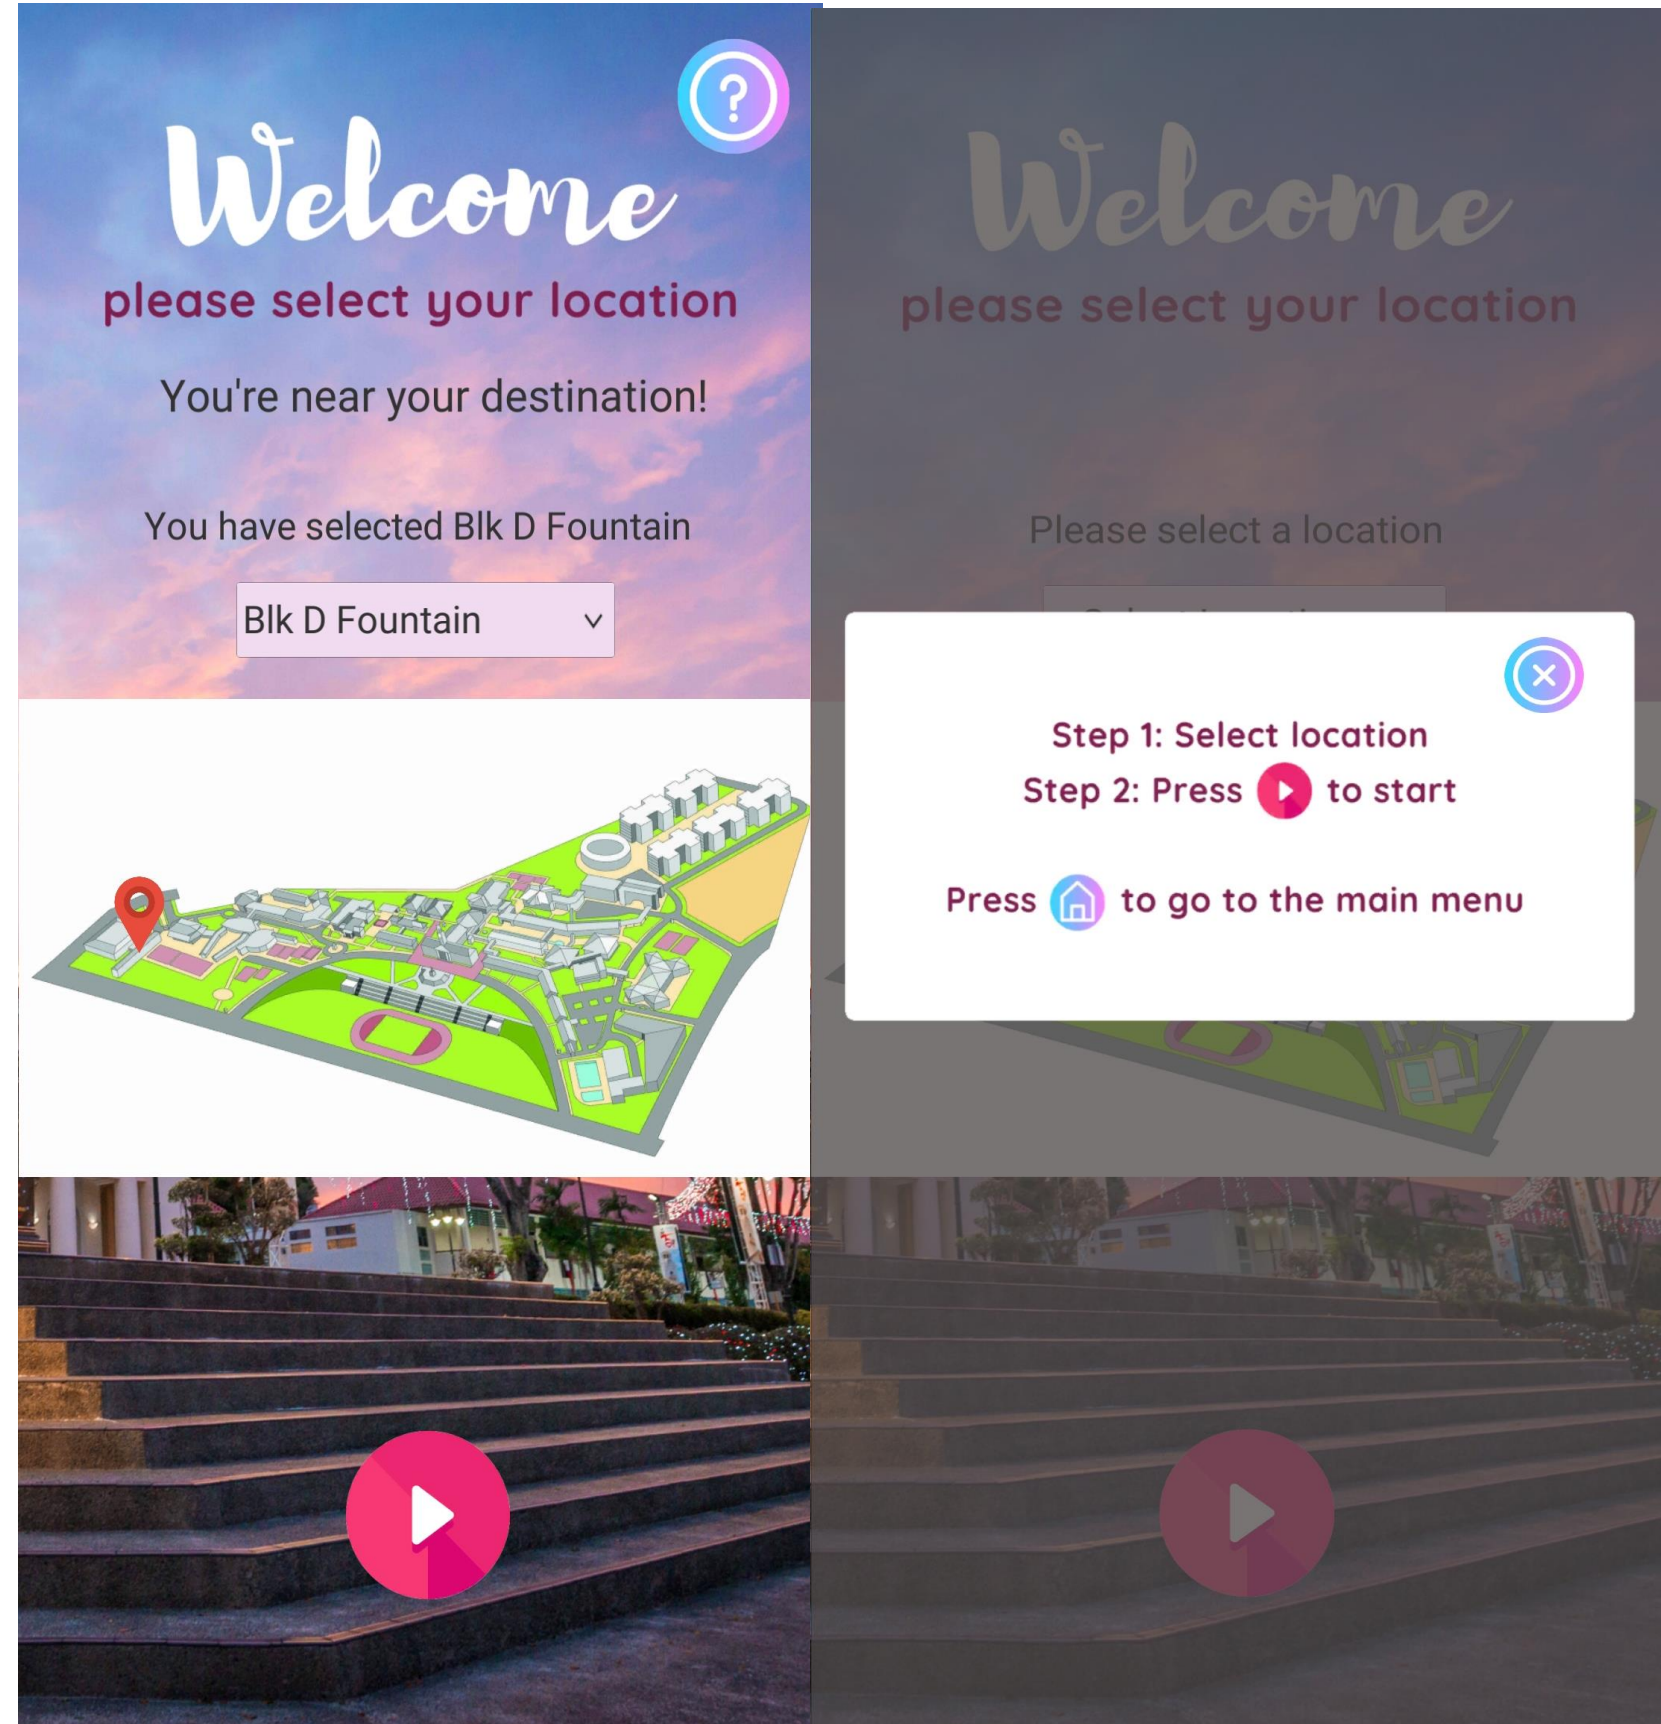 Welcome
please select your location
You're near your destination!
You have selected Blk D Fountain
Blk D Fountain
Welcome
please select your location
Please select a location
Step 1: Select location
Step 2: Press to start
Press to go to the main menu